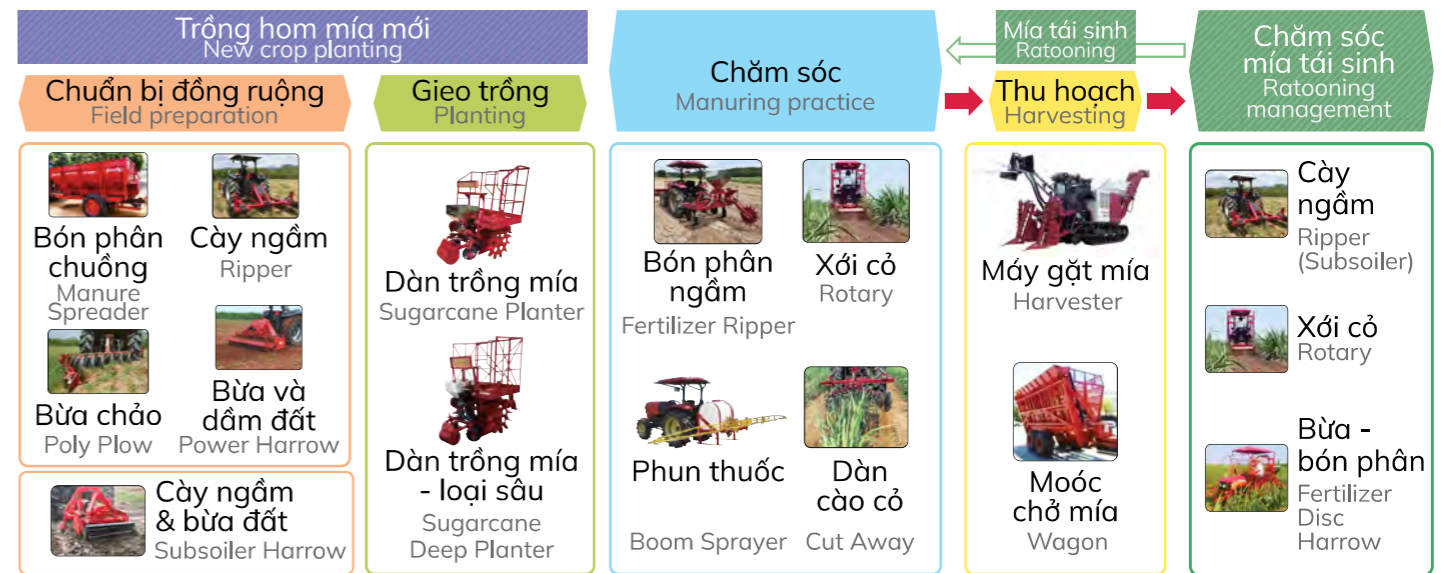 Trồng hom mía mới
New crop planting
Chuẩn bị đồng ruộng
Field preparation
Gieo trồng
Planting
Chăm sóc
Manuring practice
Mía tái sinh
Ratooning
Thu hoạch
Harvesting
Chăm sóc
mía tái sinh
Ratooning
management
Bón phân
chuồng
Manure
Spreader
Cày ngầm
Ripper
Bừa chảo
Poly Plow
Bừa và
dầm đất
Power Harrow
Cày ngầm
& bừa đất
Subsoiler Harrow
Dàn trồng mía
Sugarcane Planter
Dàn trồng mía
- loại sâu
Sugarcane
Deep Planter
Bón phân
ngầm
Fertilizer Ripper
Xới cỏ
Rotary
Phun thuốc
Boom Sprayer
Dàn
cào cỏ
Cut Away
Máy gặt mía
Harvester
Moóc
chở mía
Wagon
Cày
ngầm
Ripper
(Subsoiler)
Xới cỏ
Rotary
Bừa -
bón phân
Fertilizer
Disc
Harrow